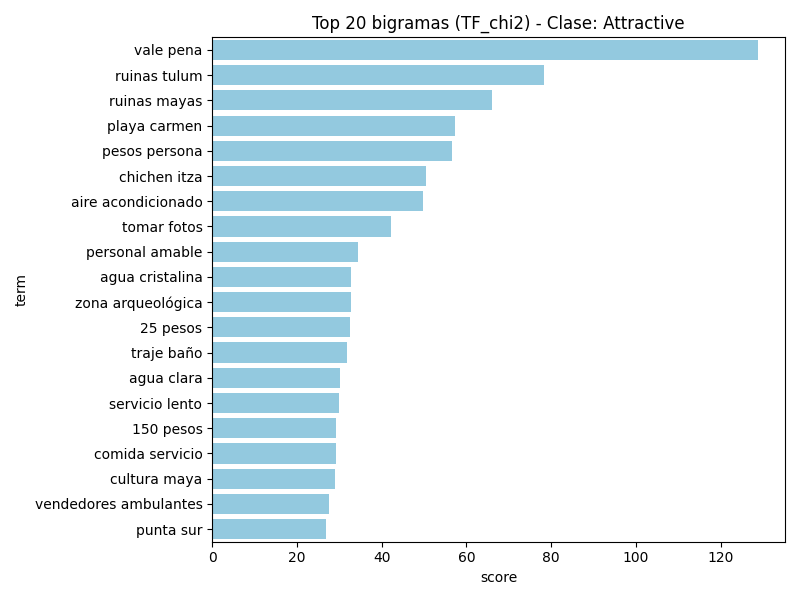 Top 20 bigramas (TF_chi2) - Clase: Attractive
vale pena
ruinas tulum
ruinas mayas
playa carmen
pesos persona
chichen itza
aire acondicionado
tomar fotos
personal amable
agua cristalina
zona arqueológica
25 pesos
traje baño
agua clara
servicio lento
150 pesos
comida servicio
cultura maya
vendedores ambulantes
punta sur
term
0 20 40 60 80 100 120
score